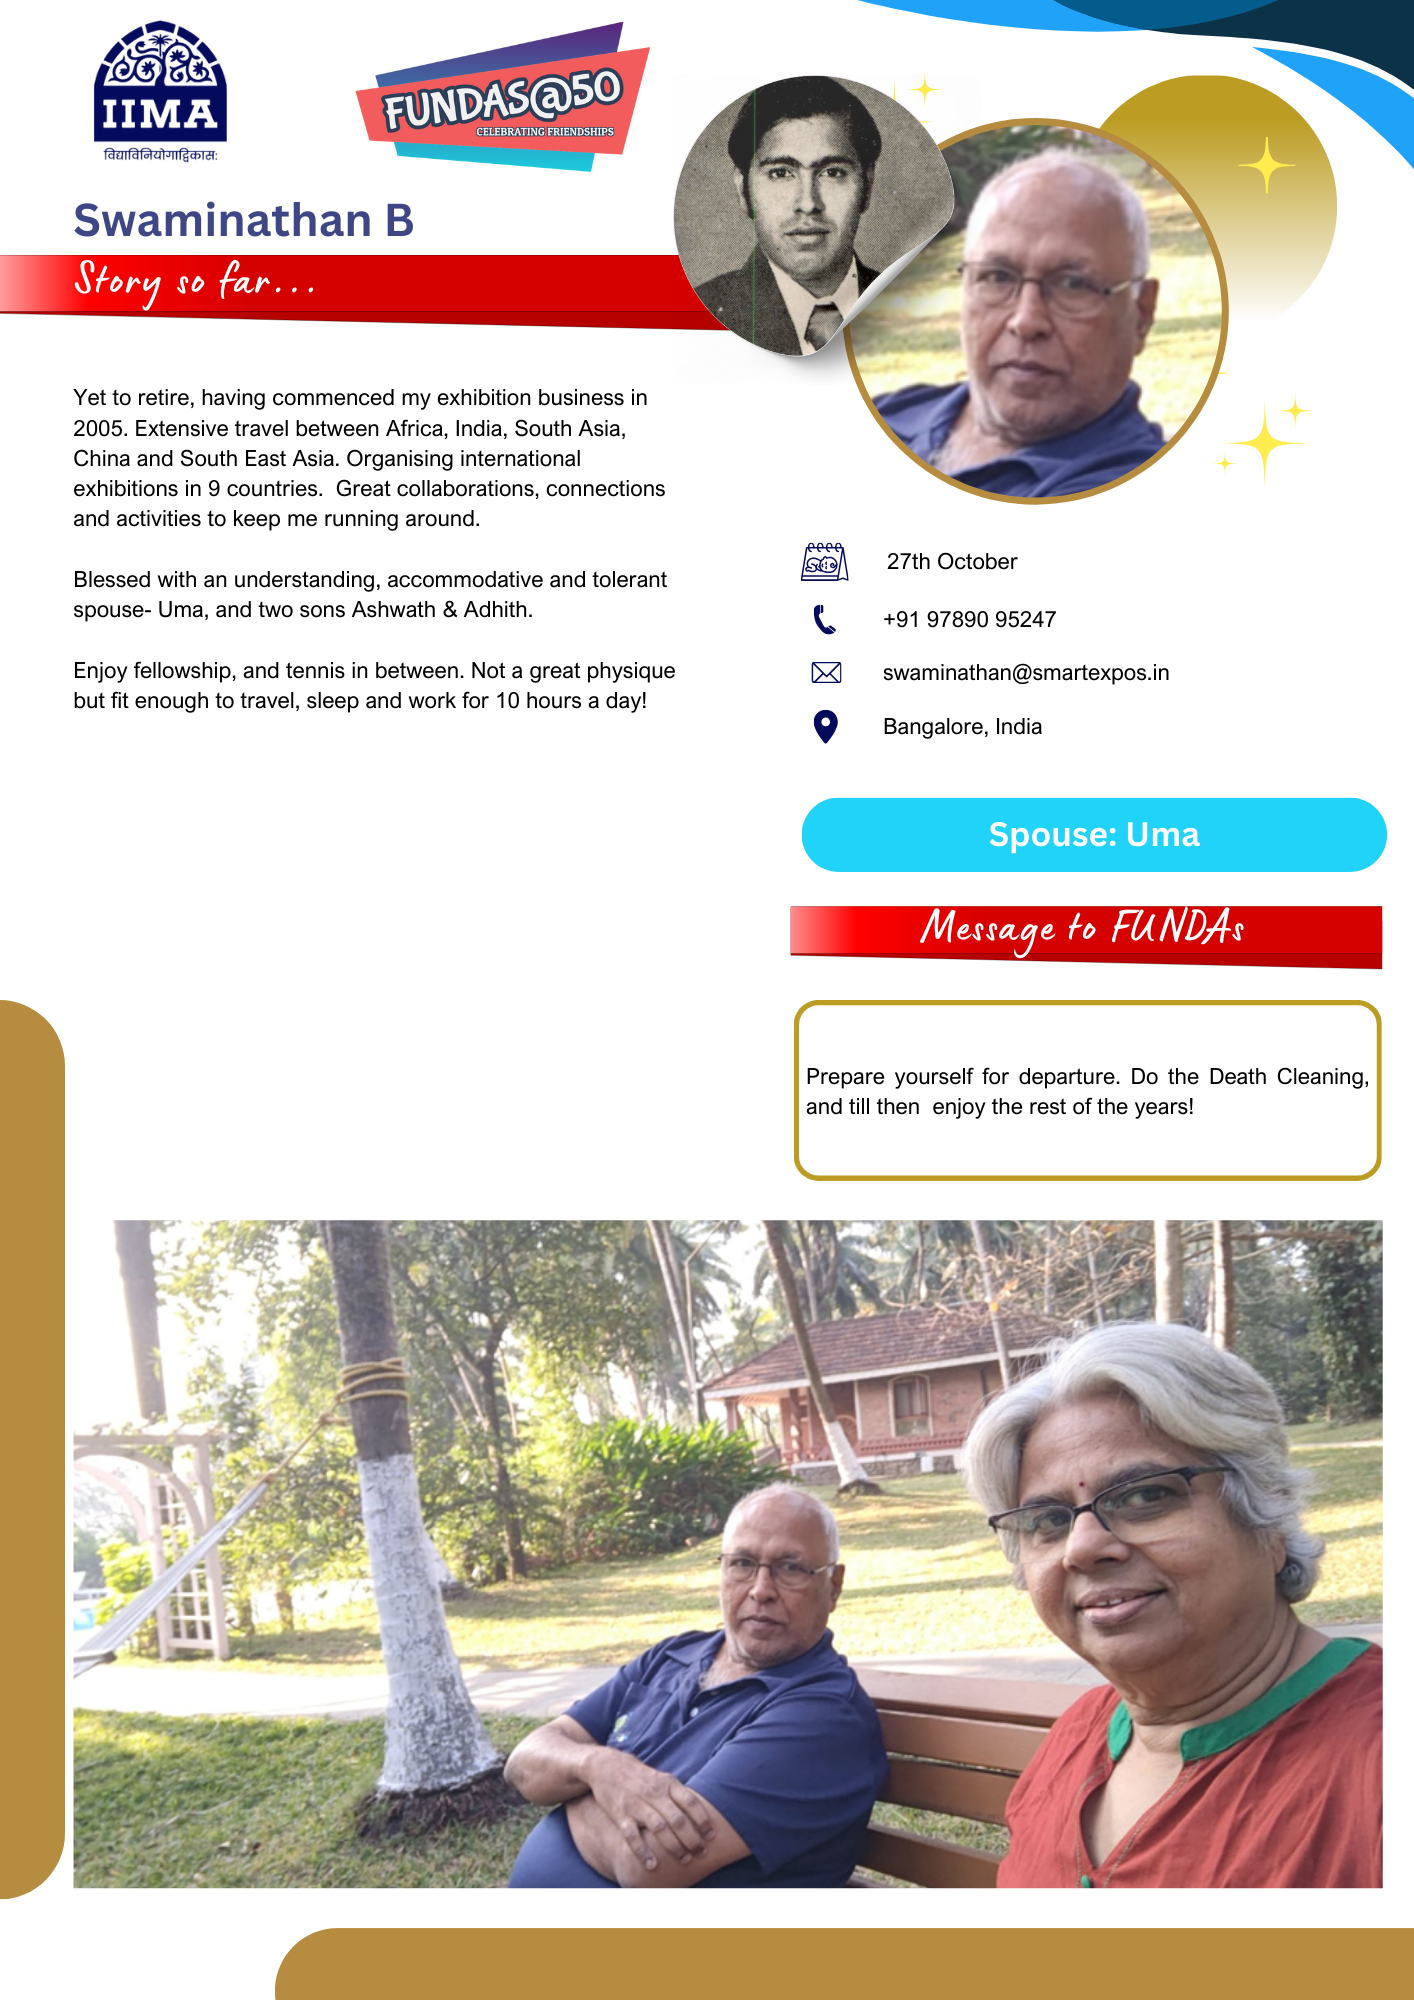 IIMA
विद्याविनियोगाद्विकास:
FUNDAS@50
CELEBRATING FRIENDSHIPS
Swaminathan B
Story so far...
Yet to retire, having commenced my exhibition business in
2005. Extensive travel between Africa, India, South Asia,
China and South East Asia. Organising international
exhibitions in 9 countries.  Great collaborations, connections
and activities to keep me running around.
Blessed with an understanding, accommodative and tolerant
spouse- Uma, and two sons Ashwath & Adhith.
Enjoy fellowship, and tennis in between. Not a great physique
but fit enough to travel, sleep and work for 10 hours a day!
27th October
+91 97890 95247
swaminathan@smartexpos.in
Bangalore, India
Spouse: Uma
Message to FUNDAs
Prepare yourself for departure. Do the Death Cleaning,
and till then  enjoy the rest of the years!